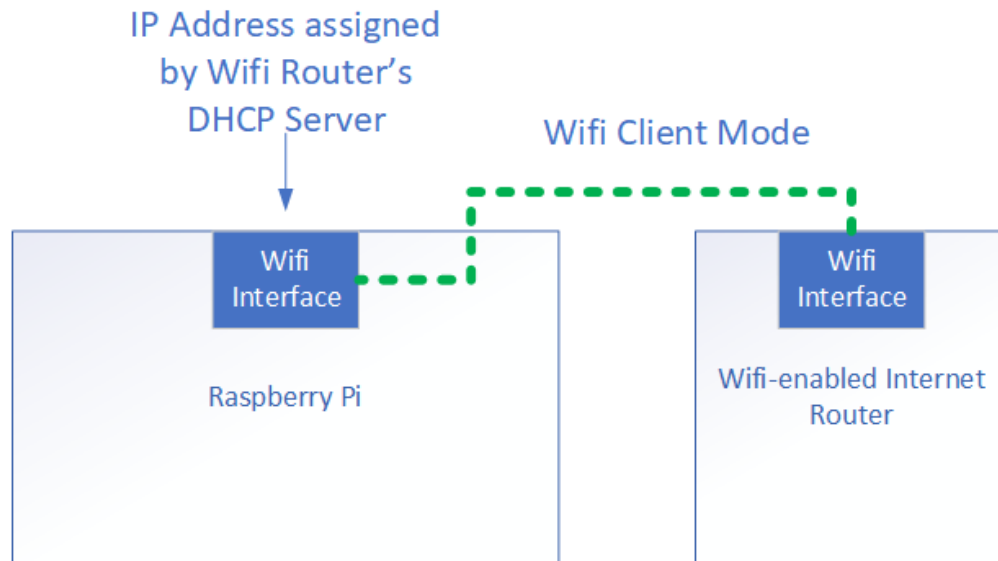 IP Address assigned
by Wifi Router's
DHCP Server
Wifi Client Mode
Wifi
Interface
Wifi
Interface
Raspberry Pi
Wifi-enabled Internet
Router